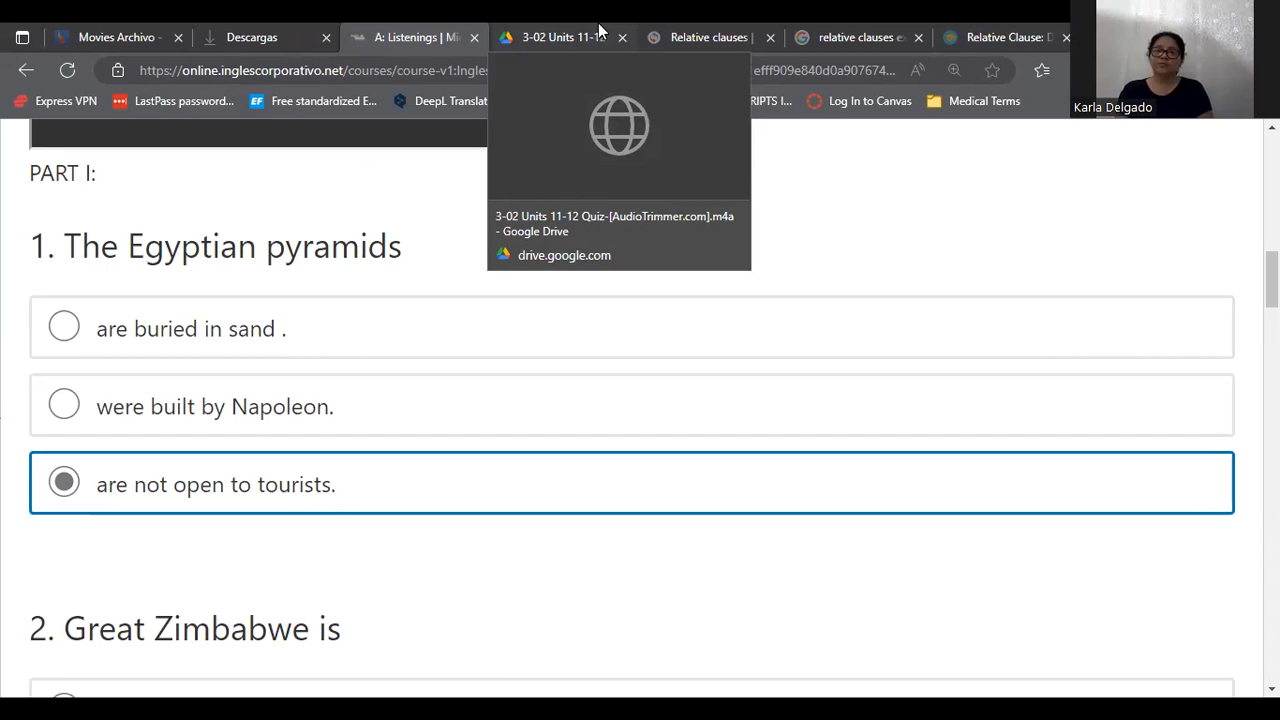 Movies Archivo -
Descargas
A: Listenings | Mi
3-02 Units 11-12
Relative clauses |
relative clauses e
Relative Clause: D
https://online.inglescorporativo.net/courses/course-v1:Ingles
efff909e840d0a907674...
Express VPN
LastPass password...
Free standardized E...
DeepL Translat
RIPTS I...
Log In to Canvas
Medical Terms
Karla Delgado
3-02 Units 11-12 Quiz-[AudioTrimmer.com].m4a
- Google Drive
drive.google.com
PART I:
1. The Egyptian pyramids
are buried in sand .
were built by Napoleon.
are not open to tourists.
2. Great Zimbabwe is